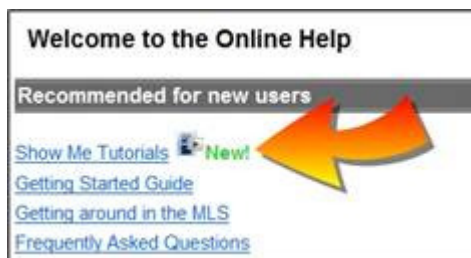 Welcome to the Online Help
Recommended for new users
Show Me Tutorials New!
Getting Started Guide
Getting around in the MLS
Frequently Asked Questions